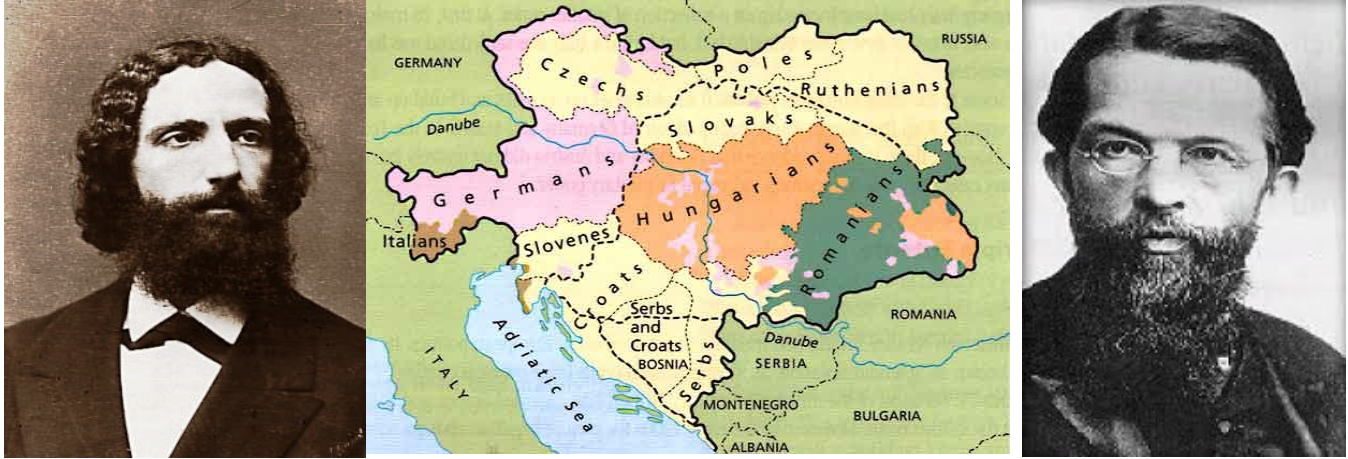 RUSSIA
GERMANY
Poles
Czechs
Ruthenians
Danube
Slovaks
Germans
Hungarians
Romanians
Italians
Slovenes
Croats
Serbs
and
Croats
BOSNIA
ROMANIA
Adriatic Sea
Danube
SERBIA
ITALY
Serbs
MONTENEGRO
BULGARIA
ALBANIA